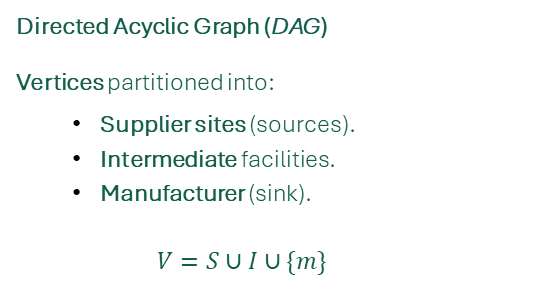 Directed Acyclic Graph (DAG)
Vertices partitioned into:
• Supplier sites (sources).
• Intermediate facilities.
• Manufacturer (sink).
V = S ∪ I ∪ {m}